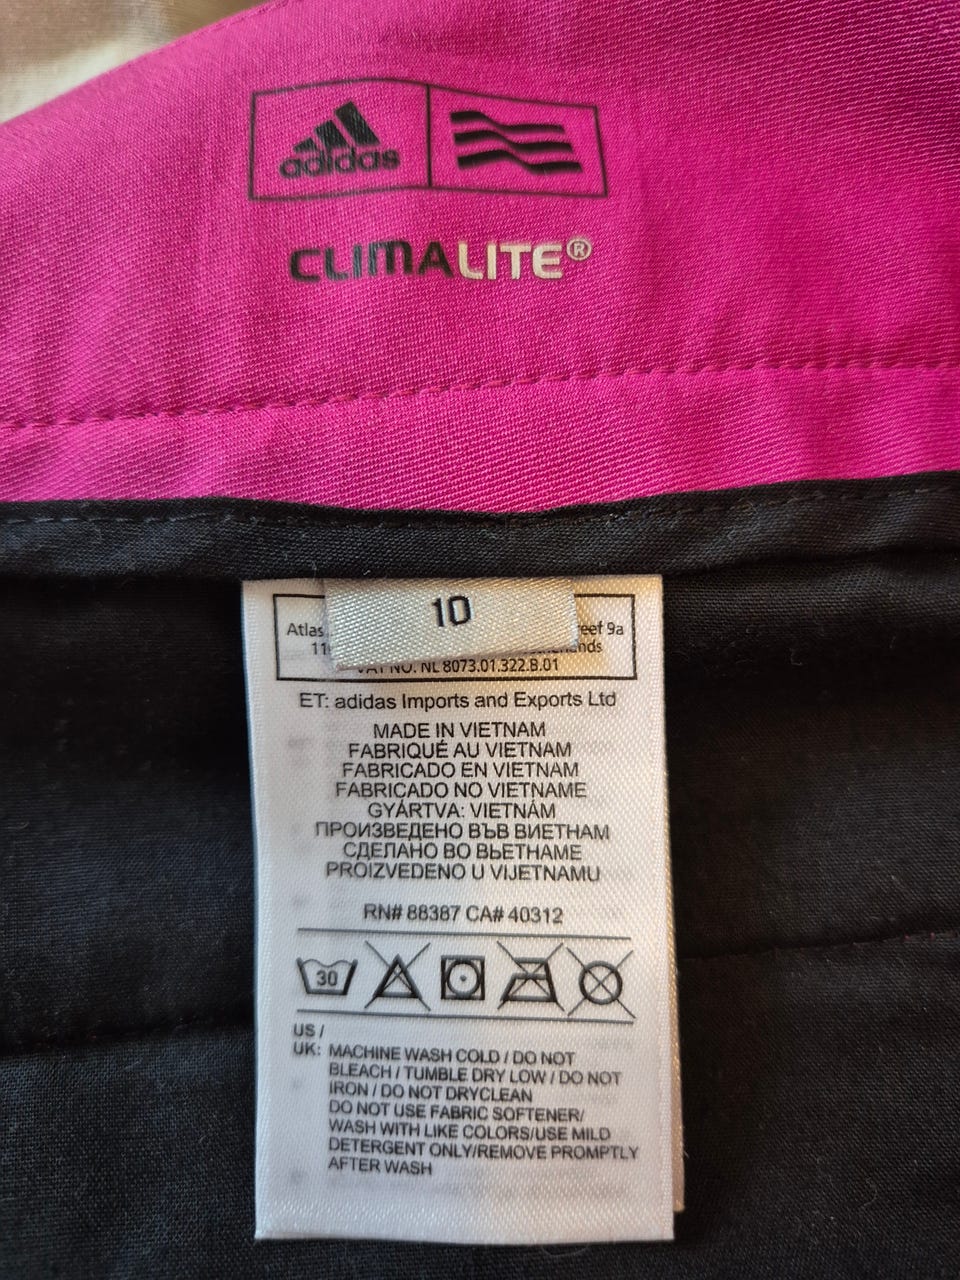 adidas
CLIMALITE®
10
Atlas eef 9a
11
VAT NO. NL 8073.01.322.B.01
ET: adidas Imports and Exports Ltd
MADE IN VIETNAM
FABRIQUÉ AU VIETNAM
FABRICADO EN VIETNAM
FABRICADO NO VIETNAME
GYÁRTVA: VIETNÁM
ПРОИЗВЕДЕНО ВЪВ ВИЕТНАМ
СДЕЛАНО ВО ВЬЕТНАМЕ
PROIZVEDENO U VIJETNAMU
RN# 88387 CA# 40312
30
US /
UK: MACHINE WASH COLD / DO NOT
BLEACH / TUMBLE DRY LOW / DO NOT
IRON / DO NOT DRYCLEAN
DO NOT USE FABRIC SOFTENER/
WASH WITH LIKE COLORS/USE MILD
DETERGENT ONLY/REMOVE PROMPTLY
AFTER WASH